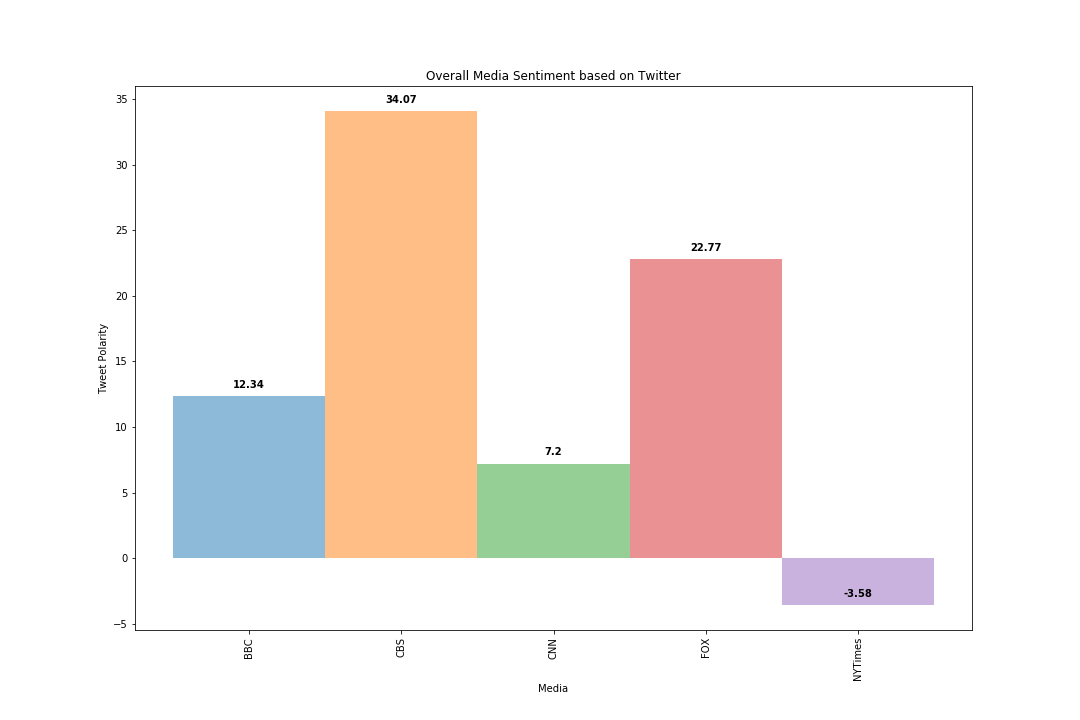 Overall Media Sentiment based on Twitter
35
34.07
30
25
22.77
20
Tweet Polarity
15
12.34
10
7.2
5
0
-3.58
−5
BBC
CBS
CNN
FOX
NYTimes
Media